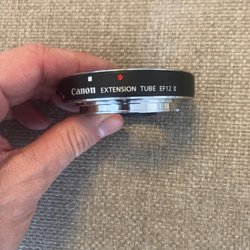 Canon EXTENSION TUBE EF12 II